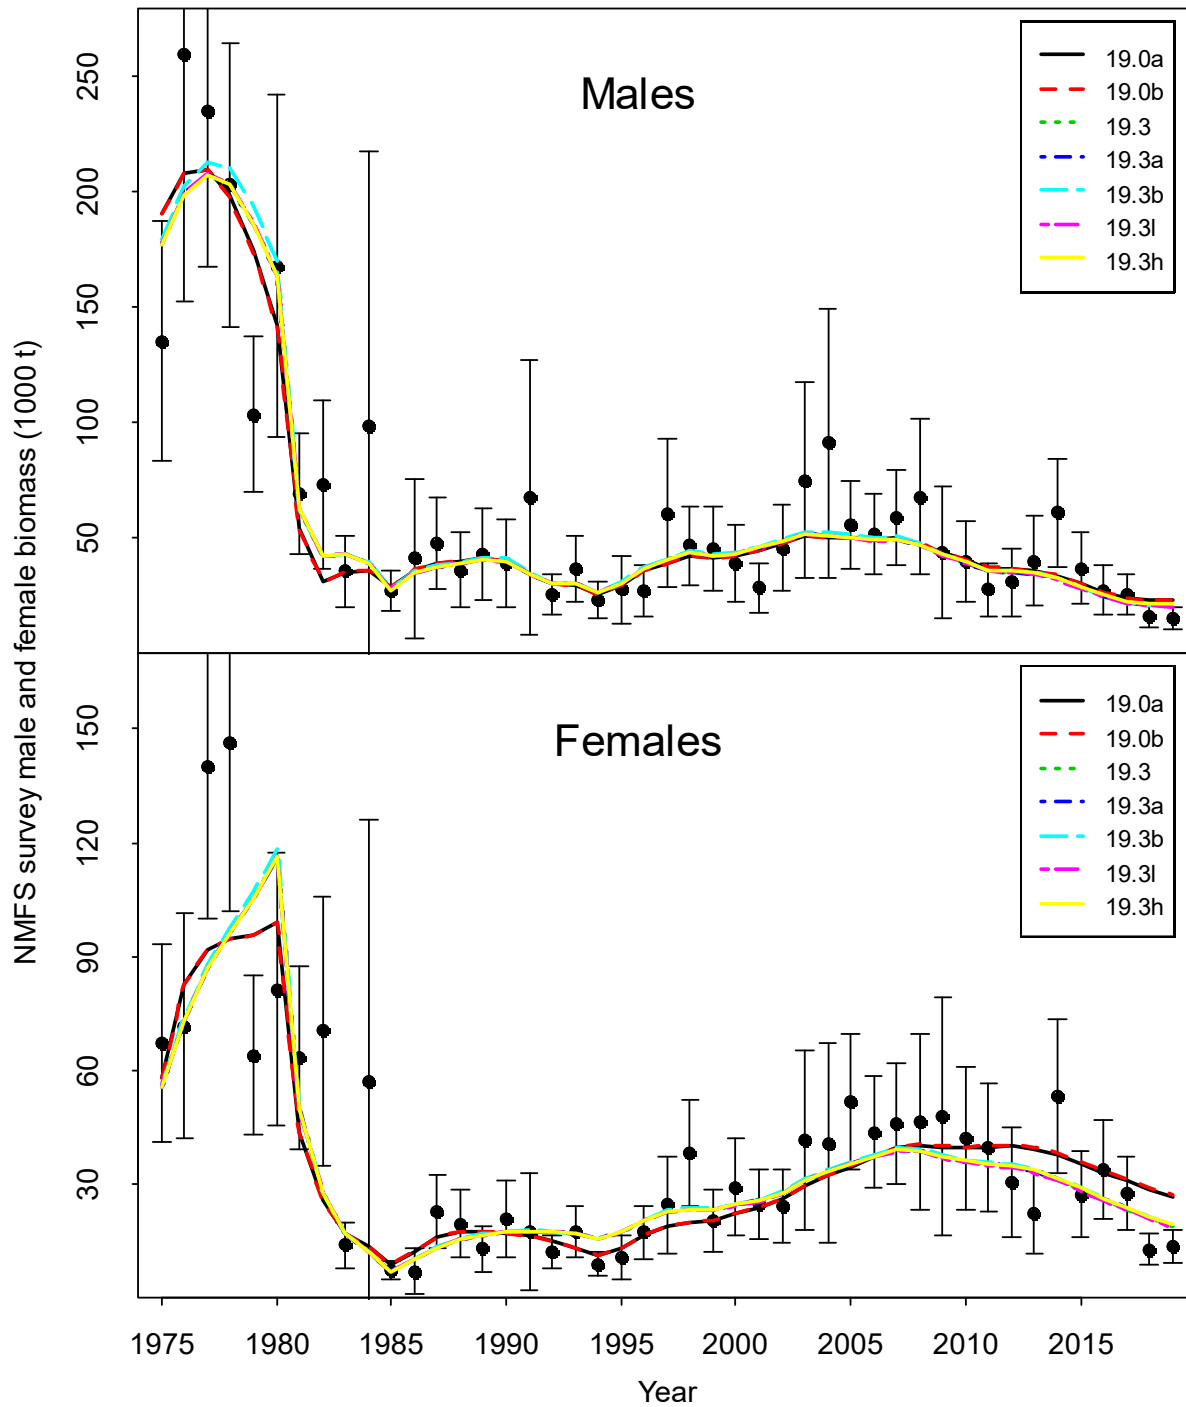 Males
19.0a
19.0b
19.3
19.3a
19.3b
19.3l
19.3h
250
200
150
100
50
NMFS survey male and female biomass (1000 t)
Females
19.0a
19.0b
19.3
19.3a
19.3b
19.3l
19.3h
150
120
90
60
30
1975 1980 1985 1990 1995 2000 2005 2010 2015
Year